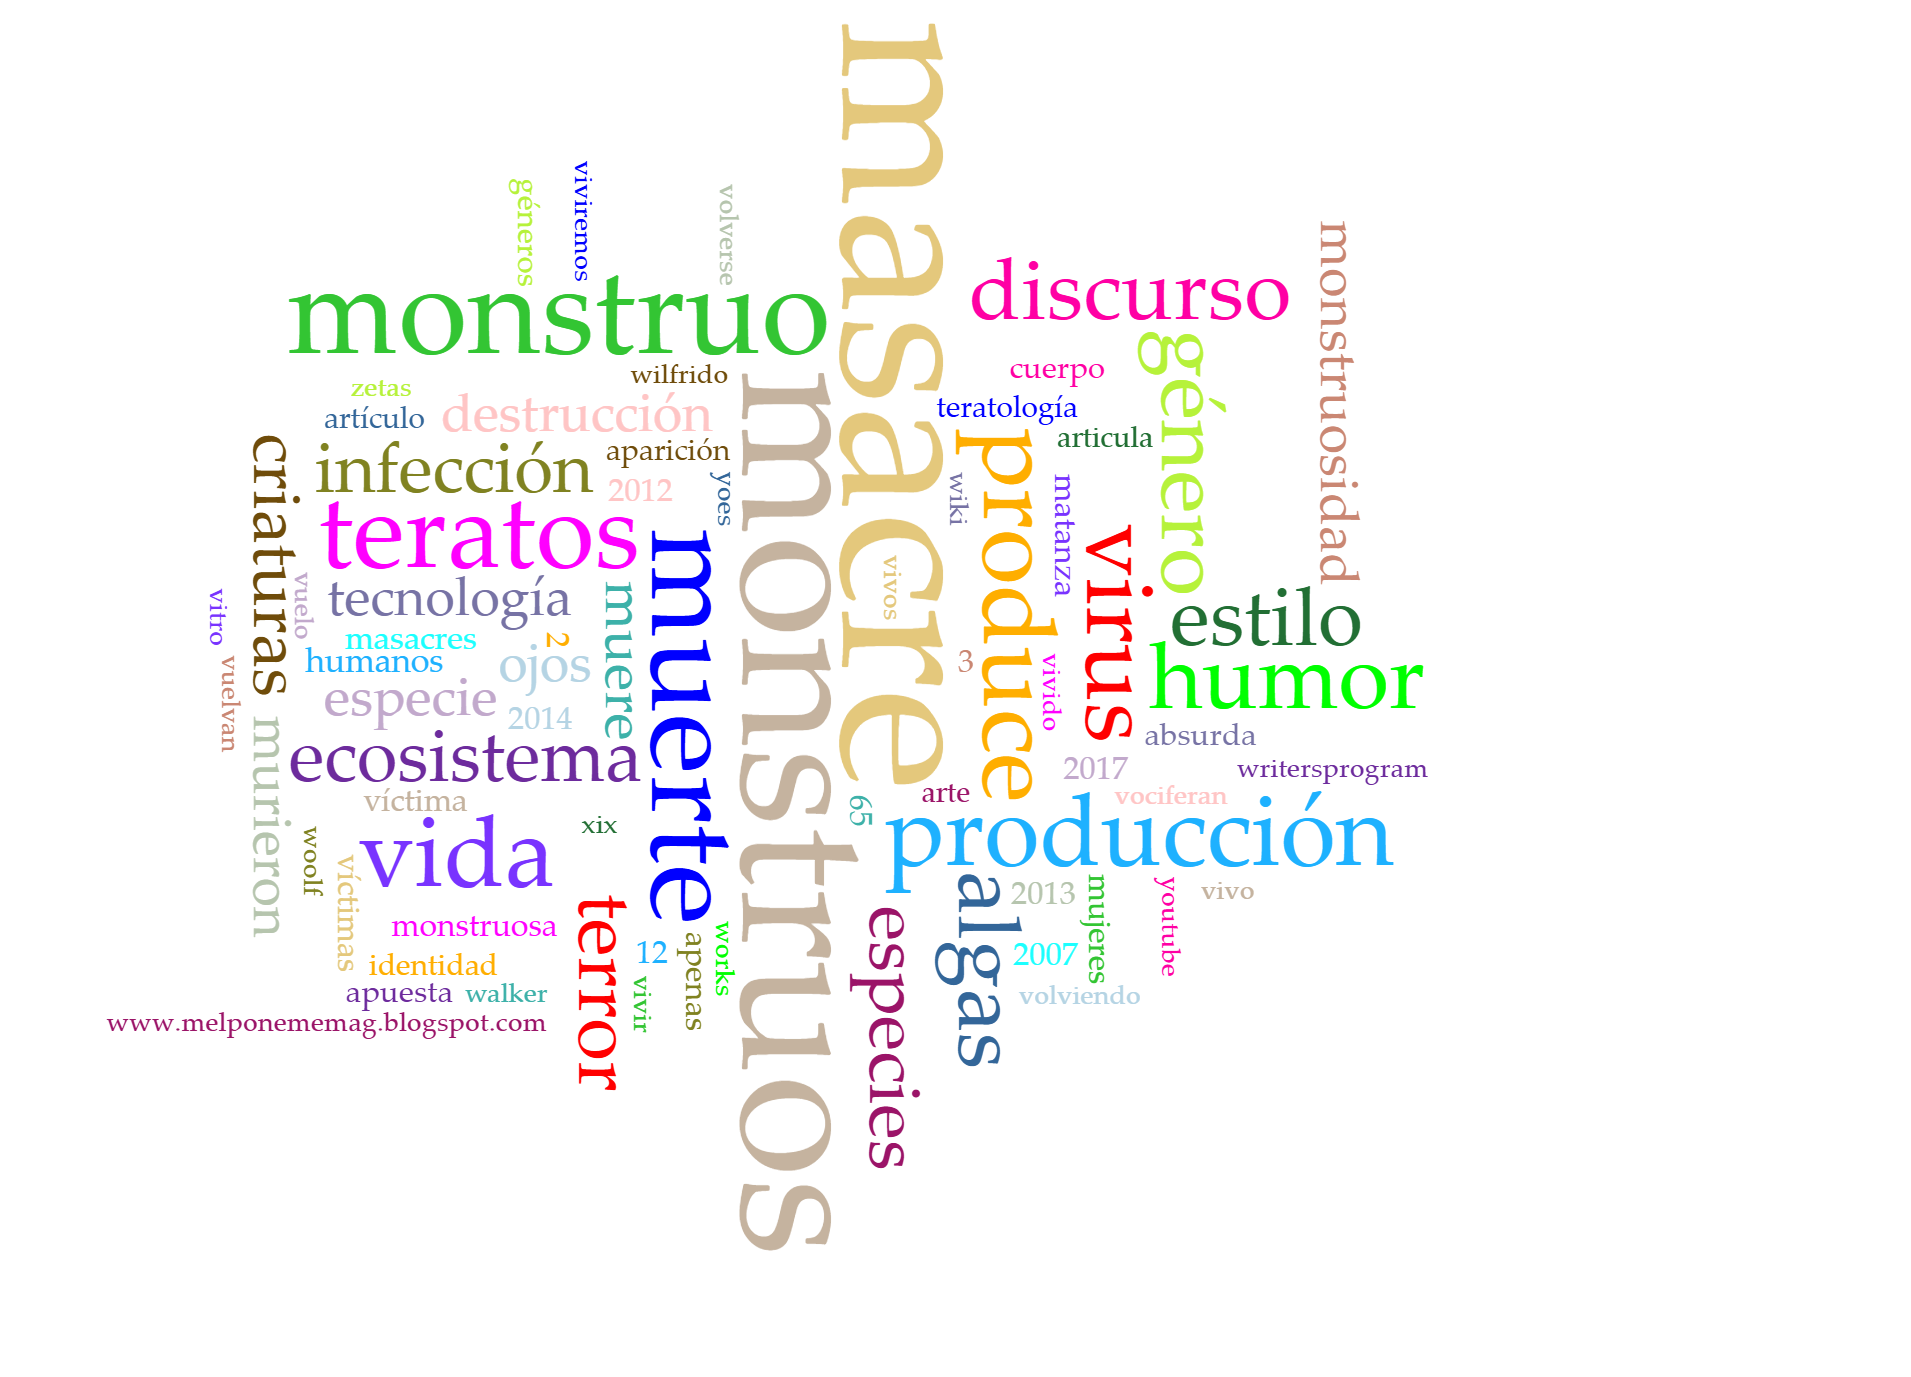 masacre
géneros
viviremos
volverse
monstruo
discurso
monstruosidad
género
wilfrido
cuerpo
zetas
artículo
destrucción
teratología
monstruos
produce
articula
criaturas
infección
aparición
2012
yoes
wiki
matanza
teratos
muerte
virus
vivos
vitro
vuelo
tecnología
muere
estilo
masacres
2
humanos
ojos
3
vivido
humor
vuelvan
especie
2014
murieron
ecosistema
absurda
2017
writersprogram
víctima
65
arte
vociferan
woolf
vida
xix
producción
víctimas
algas
2013
mujeres
youtube
vivo
terror
especies
monstruosa
works
apenas
12
2007
identidad
vivir
apuesta
walker
volviendo
www.melponememag.blogspot.com